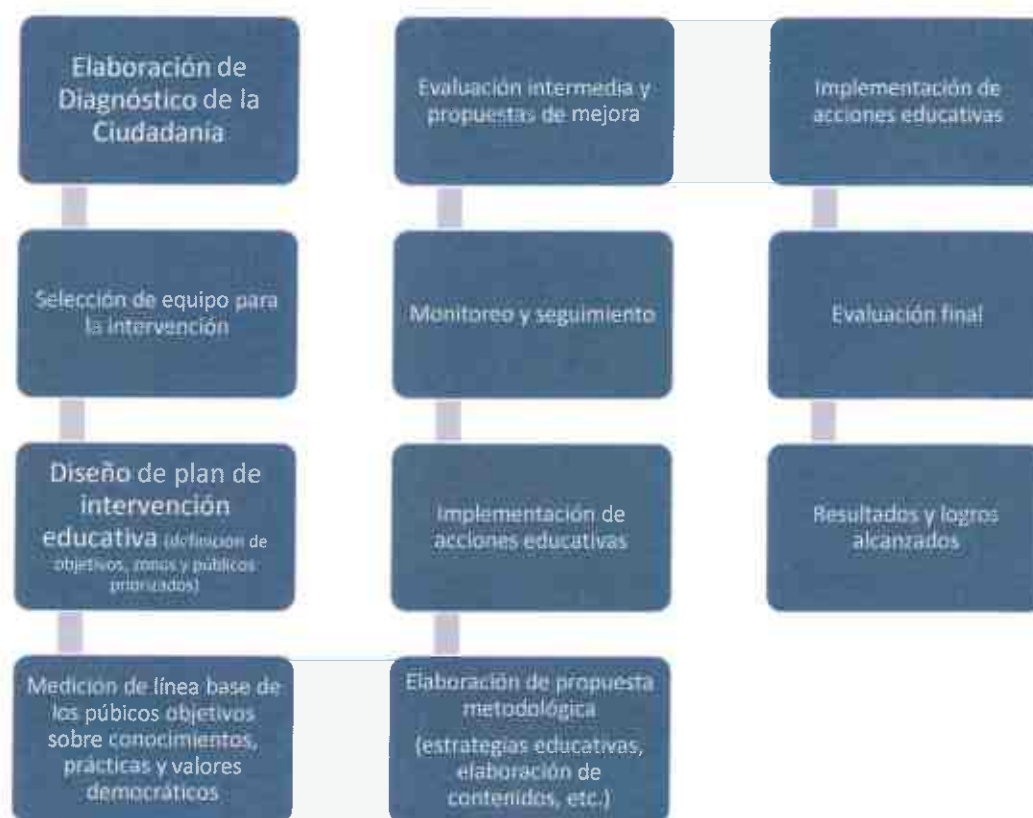 Elaboración de
Diagnóstico de la
Ciudadanía
Selección de equipo para
la intervención
Diseño de plan de
intervención
educativa (definición de
objetivos, zonas y públicos
priorizados)
Medición de línea base de
los púbicos objetivos
sobre conocimientos,
prácticas y valores
democráticos
Elaboración de propuesta
metodológica
(estrategias educativas,
elaboración de
contenidos, etc.)
Implementación de
acciones educativas
Monitoreo y seguimiento
Evaluación intermedia y
propuestas de mejora
Implementación de
acciones educativas
Evaluación final
Resultados y logros
alcanzados